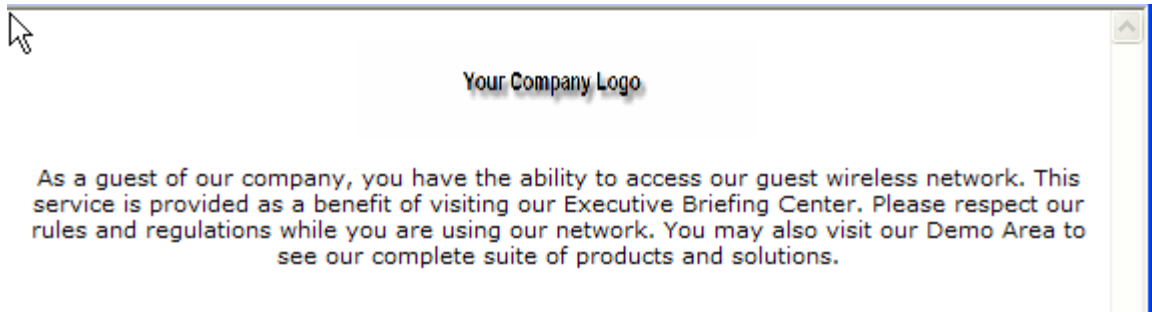 Your Company Logo
As a guest of our company, you have the ability to access our guest wireless network. This
service is provided as a benefit of visiting our Executive Briefing Center. Please respect our
rules and regulations while you are using our network. You may also visit our Demo Area to
see our complete suite of products and solutions.